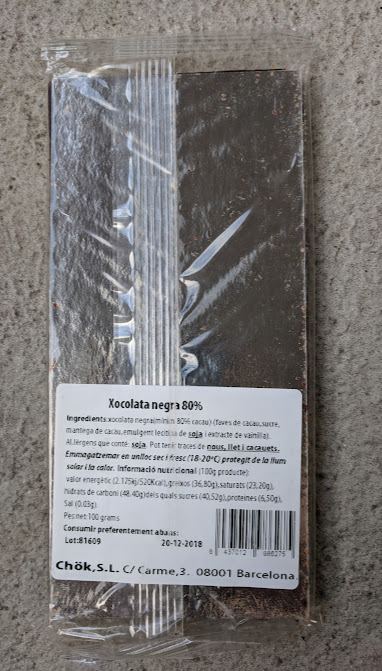 Xocolata negra 80%
Ingredients:xocolata negra(mínim 80% cacau) (faves de cacau,sucre,
mantega de cacau,emulgent lecitina de soja i extracte de vainilla).
Al.lèrgens que conté: soja. Pot tenir traces de nous, llet i cacauets.
Emmagatzemar en un lloc sec i fresc (18-20ºC) protegit de la llum
solar i la calor. Informació nutricional (100g producte):
valor energètic (2.175kj/520Kcal),greixos (36,80g),saturats (23,20g),
hidrats de carboni (48,40g)dels quals sucres (40,52g),proteïnes (6,50g),
Sal (0.03g).
Pes net:100 grams
Consumir preferentement abans:
Lot:81609 20-12-2018
Chök,S.L. C/ Carme,3. 08001 Barcelona.